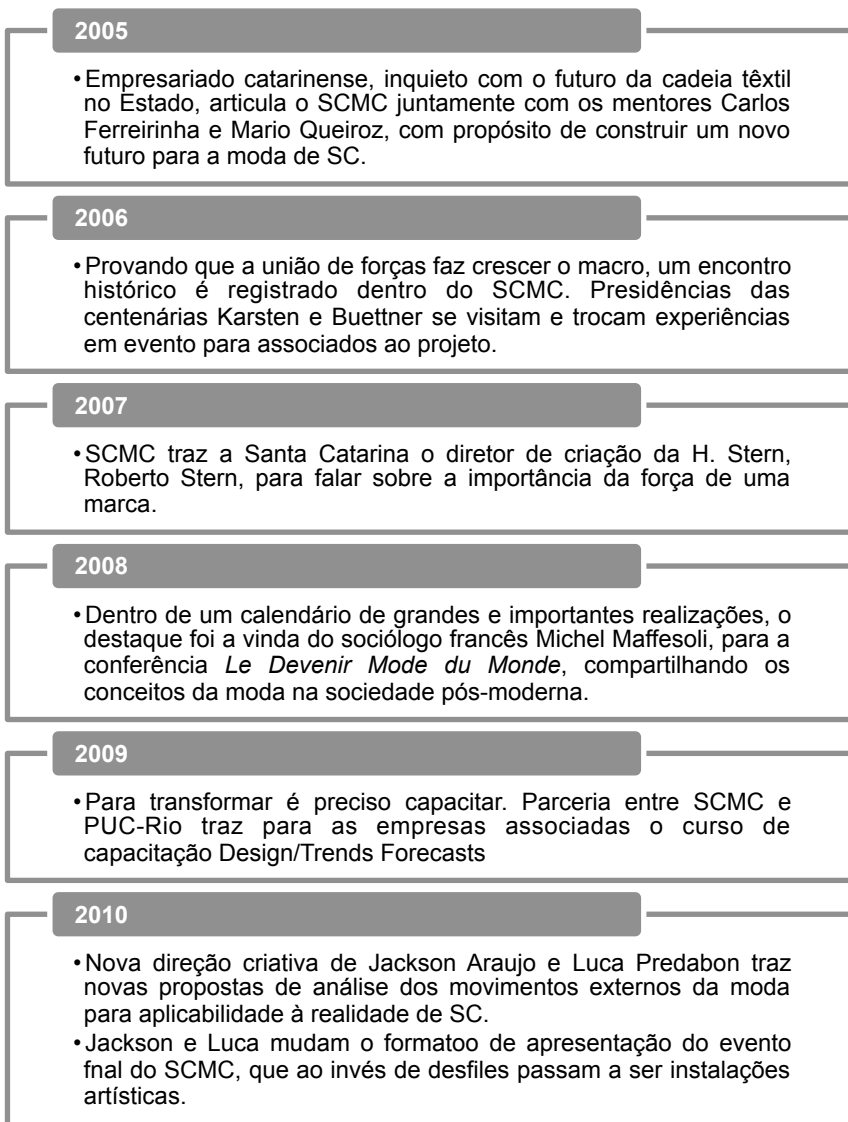 2005
•Empresariado catarinense, inquieto com o futuro da cadeia têxtil
no Estado, articula o SCMC juntamente com os mentores Carlos
Ferreirinha e Mario Queiroz, com propósito de construir um novo
futuro para a moda de SC.
2006
•Provando que a união de forças faz crescer o macro, um encontro
histórico é registrado dentro do SCMC. Presidências das
centenárias Karsten e Buettner se visitam e trocam experiências
em evento para associados ao projeto.
2007
•SCMC traz a Santa Catarina o diretor de criação da H. Stern,
Roberto Stern, para falar sobre a importância da força de uma
marca.
2008
•Dentro de um calendário de grandes e importantes realizações, o
destaque foi a vinda do sociólogo francês Michel Maffesoli, para a
conferência Le Devenir Mode du Monde, compartilhando os
conceitos da moda na sociedade pós-moderna.
2009
•Para transformar é preciso capacitar. Parceria entre SCMC e
PUC-Rio traz para as empresas associadas o curso de
capacitação Design/Trends Forecasts
2010
•Nova direção criativa de Jackson Araujo e Luca Predabon traz
novas propostas de análise dos movimentos externos da moda
para aplicabilidade à realidade de SC.
•Jackson e Luca mudam o formatoo de apresentação do evento
fnal do SCMC, que ao invés de desfiles passam a ser instalações
artísticas.